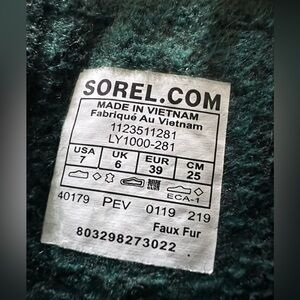 SOREL.COM
MADE IN VIETNAM
Fabriqué Au Vietnam
1123511281
LY1000-281
USA UK EUR CM
7 6 39 25
ECA-1
40179 PEV 0119 219
Faux Fur
803298273022